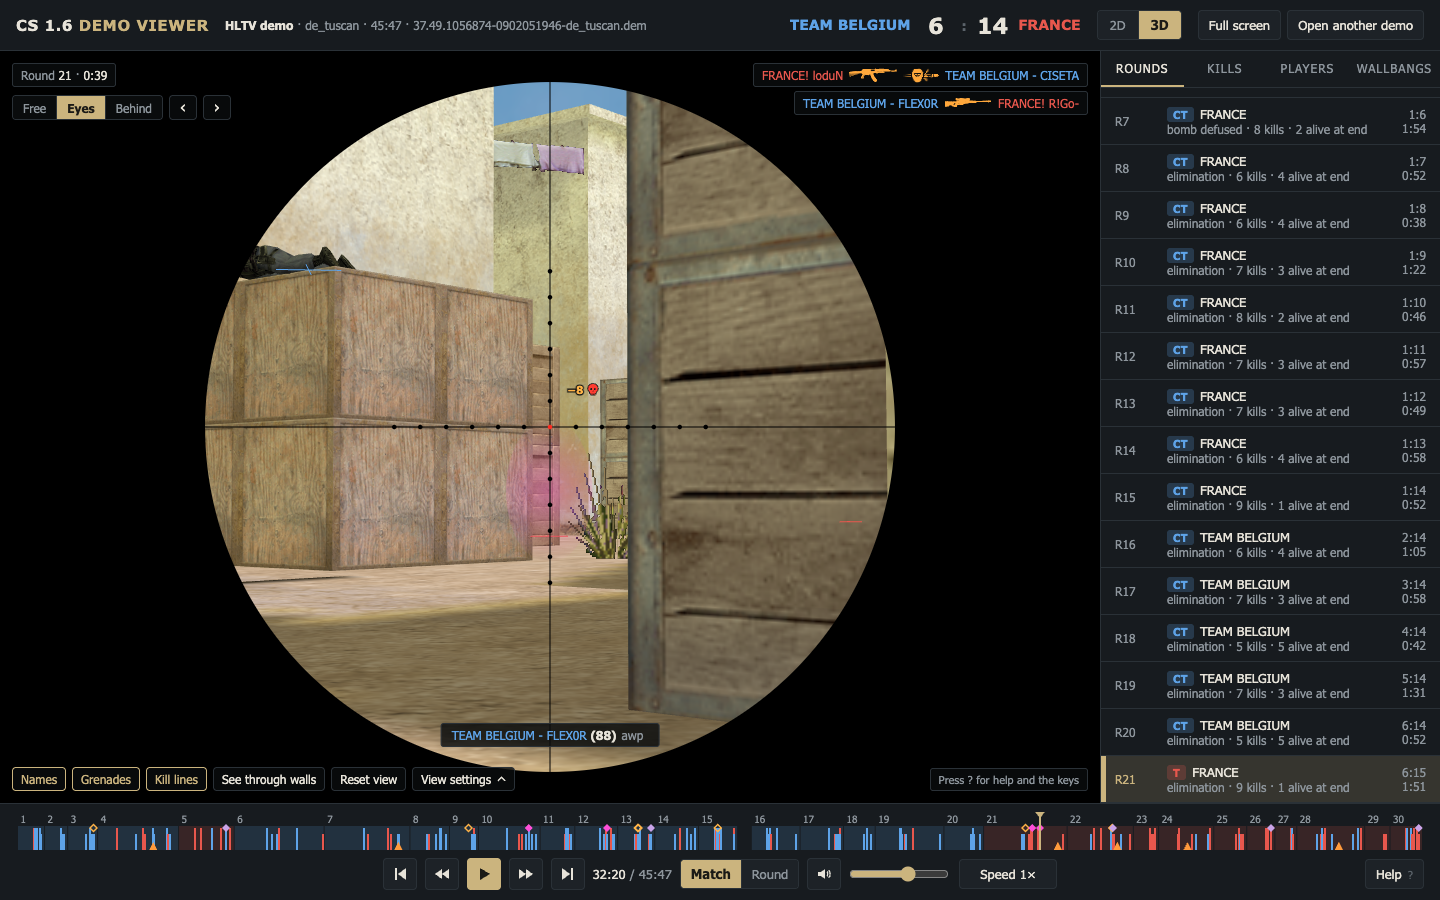 CS 1.6 DEMO VIEWER
HLTV demo · de_tuscan · 45:47 · 37.49.1056874-0902051946-de_tuscan.dem
TEAM BELGIUM 6 : 14 FRANCE
2D 3D
Full screen
Open another demo
Round 21 · 0:39
Free Eyes Behind < >
FRANCE! loduN TEAM BELGIUM - CISETA
TEAM BELGIUM - FLEX0R FRANCE! R!Go-
-8
TEAM BELGIUM - FLEX0R (88) awp
Names Grenades Kill lines See through walls Reset view View settings
Press ? for help and the keys
ROUNDS KILLS PLAYERS WALLBANGS
R7 CT FRANCE 1:6
bomb defused · 8 kills · 2 alive at end 1:54
R8 CT FRANCE 1:7
elimination · 6 kills · 4 alive at end 0:52
R9 CT FRANCE 1:8
elimination · 6 kills · 4 alive at end 0:38
R10 CT FRANCE 1:9
elimination · 7 kills · 3 alive at end 1:22
R11 CT FRANCE 1:10
elimination · 8 kills · 2 alive at end 0:46
R12 CT FRANCE 1:11
elimination · 7 kills · 3 alive at end 0:57
R13 CT FRANCE 1:12
elimination · 7 kills · 3 alive at end 0:49
R14 CT FRANCE 1:13
elimination · 6 kills · 4 alive at end 0:58
R15 CT FRANCE 1:14
elimination · 9 kills · 1 alive at end 0:52
R16 CT TEAM BELGIUM 2:14
elimination · 6 kills · 4 alive at end 1:05
R17 CT TEAM BELGIUM 3:14
elimination · 7 kills · 3 alive at end 0:58
R18 CT TEAM BELGIUM 4:14
elimination · 5 kills · 5 alive at end 0:42
R19 CT TEAM BELGIUM 5:14
elimination · 7 kills · 3 alive at end 1:31
R20 CT TEAM BELGIUM 6:14
elimination · 5 kills · 5 alive at end 0:52
R21 T FRANCE 6:15
elimination · 9 kills · 1 alive at end 1:51
1 2 3 4 5 6 7 8 9 10 11 12 13 14 15 16 17 18 19 20 21 22 23 24 25 26 27 28 29 30
32:20 / 45:47
Match Round
Speed 1×
Help ?